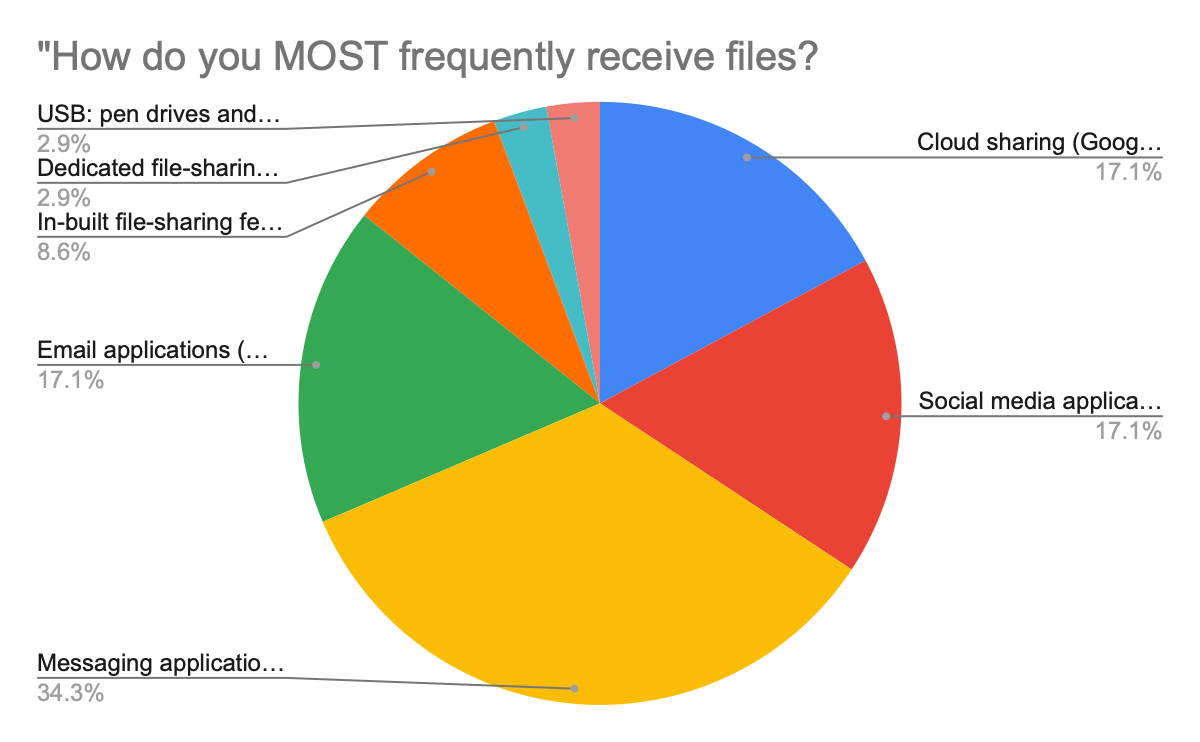 "How do you MOST frequently receive files?
USB: pen drives and…
2.9%
Dedicated file-sharin…
2.9%
In-built file-sharing fe…
8.6%
Email applications (…
17.1%
Messaging applicatio…
34.3%
Cloud sharing (Goog…
17.1%
Social media applica…
17.1%